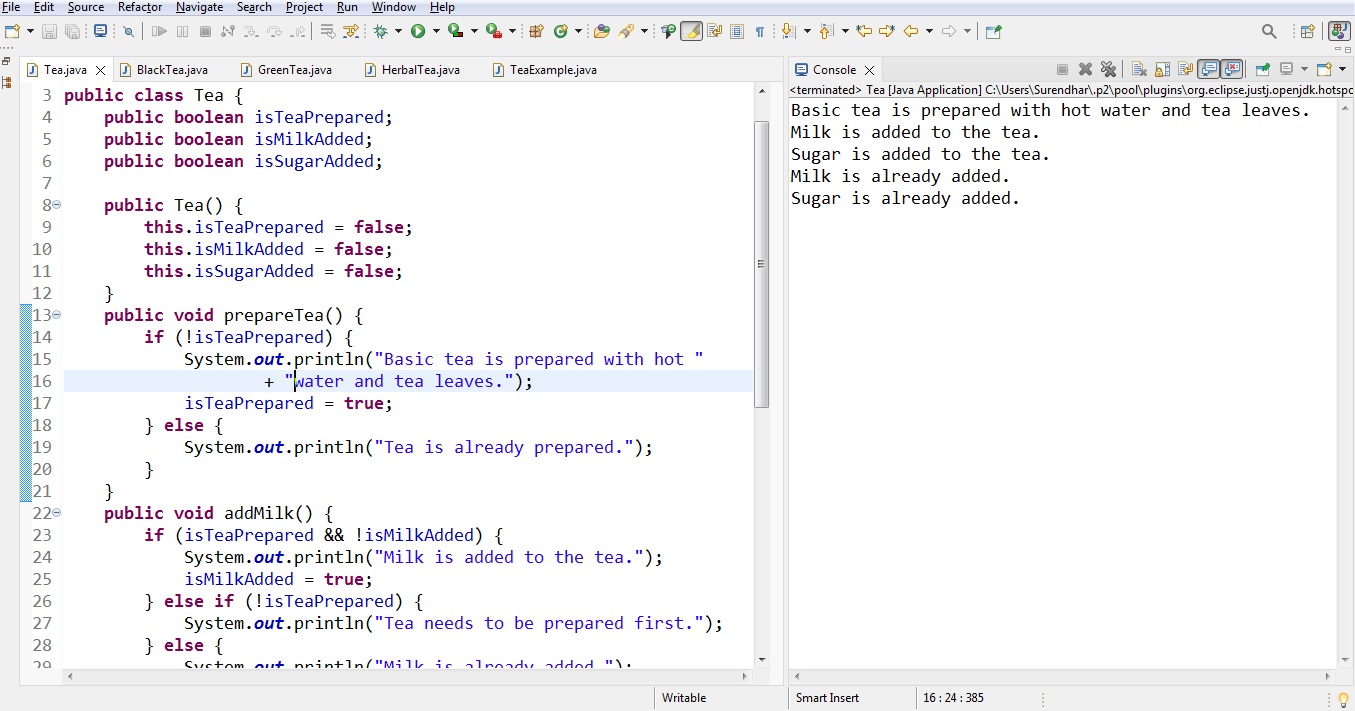 File Edit Source Refactor Navigate Search Project Run Window Help
Tea.java BlackTea.java GreenTea.java HerbalTea.java TeaExample.java
3 public class Tea {
4 public boolean isTeaPrepared;
5 public boolean isMilkAdded;
6 public boolean isSugarAdded;
7
8 public Tea() {
9 this.isTeaPrepared = false;
10 this.isMilkAdded = false;
11 this.isSugarAdded = false;
12 }
13 public void prepareTea() {
14 if (!isTeaPrepared) {
15 System.out.println("Basic tea is prepared with hot "
16 + "water and tea leaves.");
17 isTeaPrepared = true;
18 } else {
19 System.out.println("Tea is already prepared.");
20 }
21 }
22 public void addMilk() {
23 if (isTeaPrepared && !isMilkAdded) {
24 System.out.println("Milk is added to the tea.");
25 isMilkAdded = true;
26 } else if (!isTeaPrepared) {
27 System.out.println("Tea needs to be prepared first.");
28 } else {
29 System.out.println("Milk is already added.");
Console
<terminated> Tea [Java Application] C:\Users\Surendhar\.p2\pool\plugins\org.eclipse.justj.openjdk.hotspo
Basic tea is prepared with hot water and tea leaves.
Milk is added to the tea.
Sugar is added to the tea.
Milk is already added.
Sugar is already added.
Writable Smart Insert 16 : 24 : 385